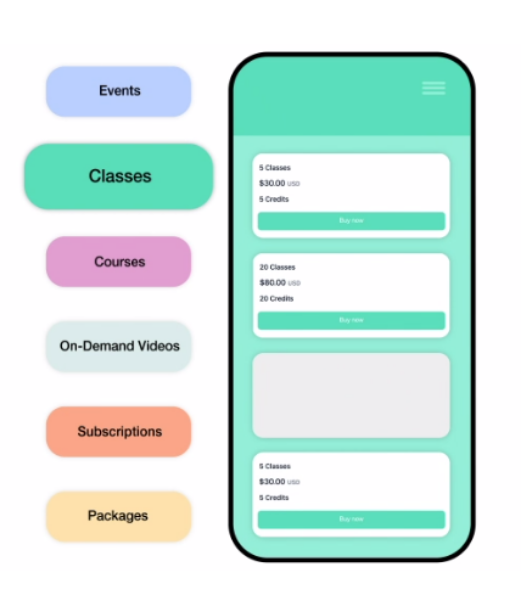 Events
Classes
Courses
On-Demand Videos
Subscriptions
Packages
5 Classes
$30.00 USD
5 Credits
Buy now
20 Classes
$80.00 USD
20 Credits
Buy now
5 Classes
$30.00 USD
5 Credits
Buy now